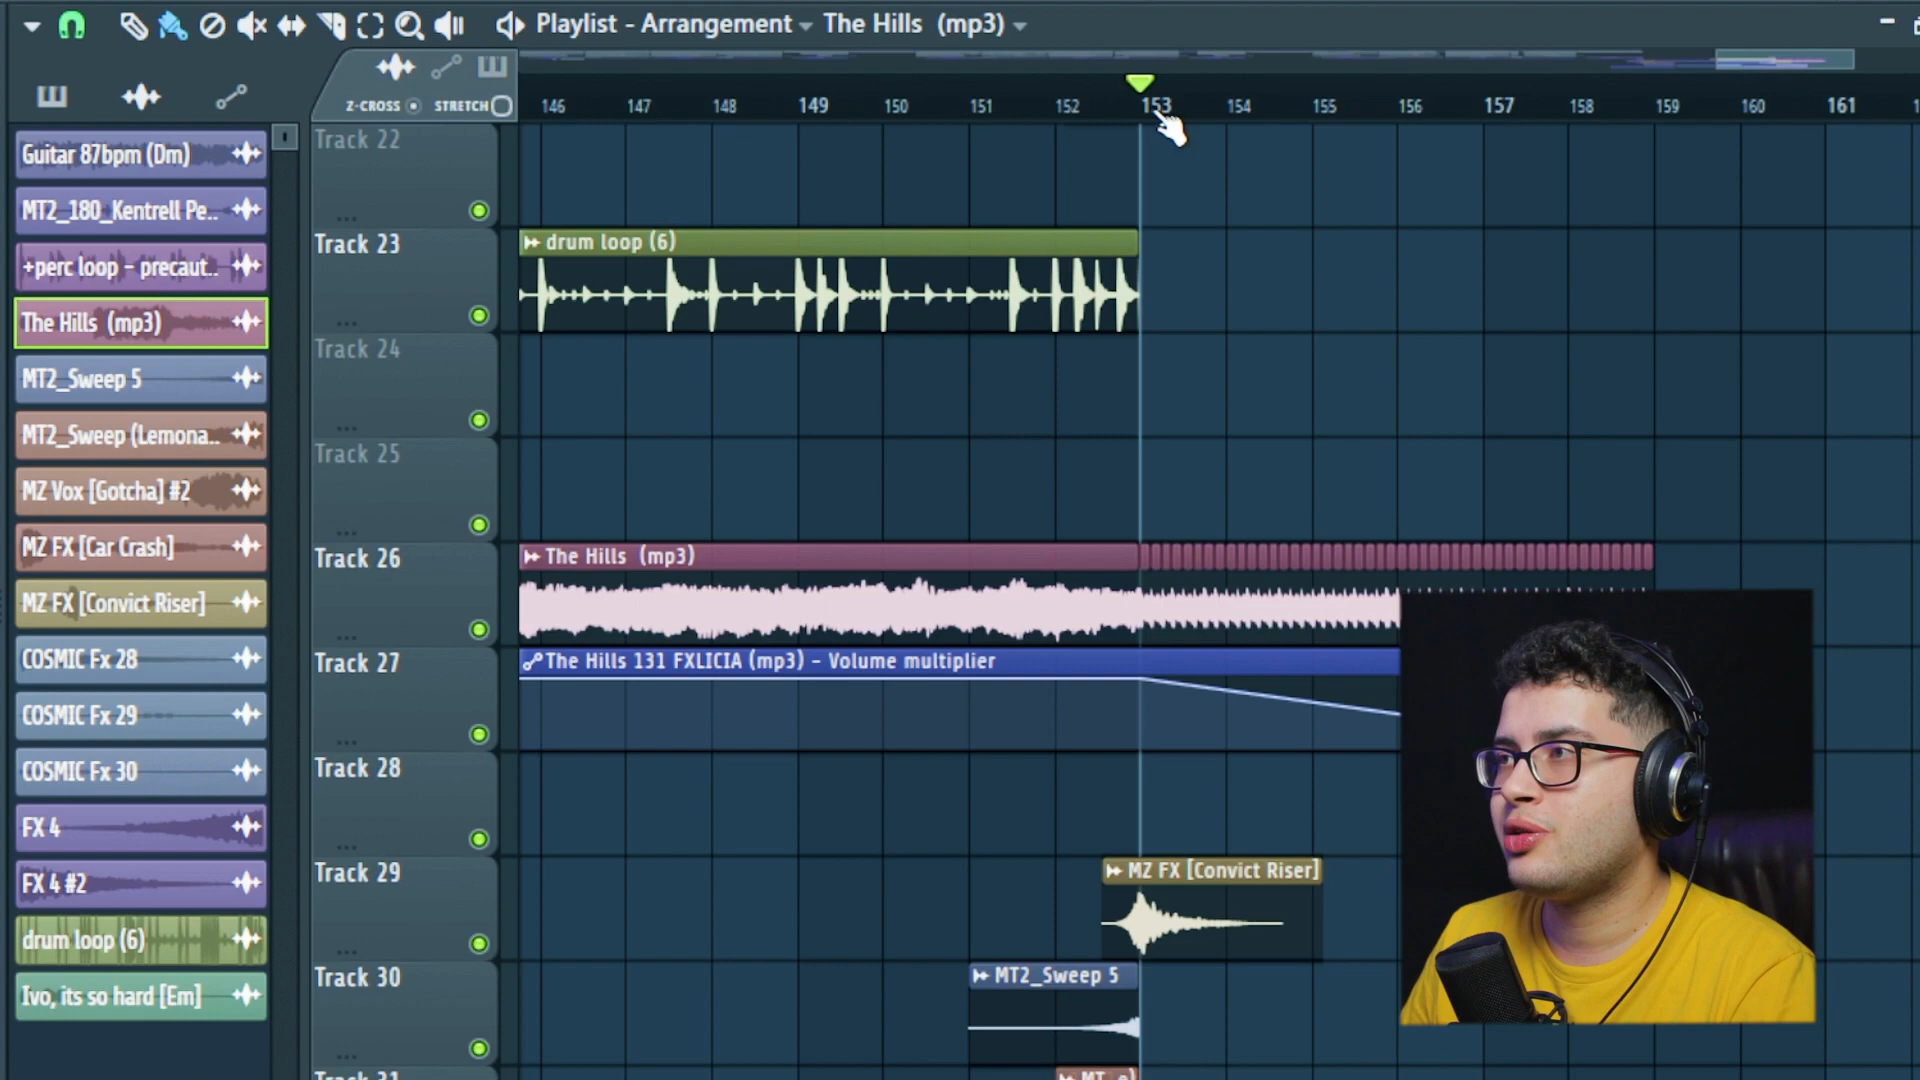 Playlist - Arrangement The Hills (mp3)
Z-CROSS STRETCH
146 147 148 149 150 151 152 153 154 155 156 157 158 159 160 161
Guitar 87bpm (Dm)
MT2_180_Kentrell Pe..
+perc loop - precaut..
The Hills (mp3)
MT2_Sweep 5
MT2_Sweep (Lemona..
MZ Vox [Gotcha] #2
MZ FX [Car Crash]
MZ FX [Convict Riser]
COSMIC Fx 28
COSMIC Fx 29
COSMIC Fx 30
FX 4
FX 4 #2
drum loop (6)
Ivo, its so hard [Em]
Track 22
Track 23
drum loop (6)
Track 24
Track 25
Track 26
The Hills (mp3)
Track 27
The Hills 131 FXLICIA (mp3) - Volume multiplier
Track 28
Track 29
MZ FX [Convict Riser]
Track 30
MT2_Sweep 5
Track 31